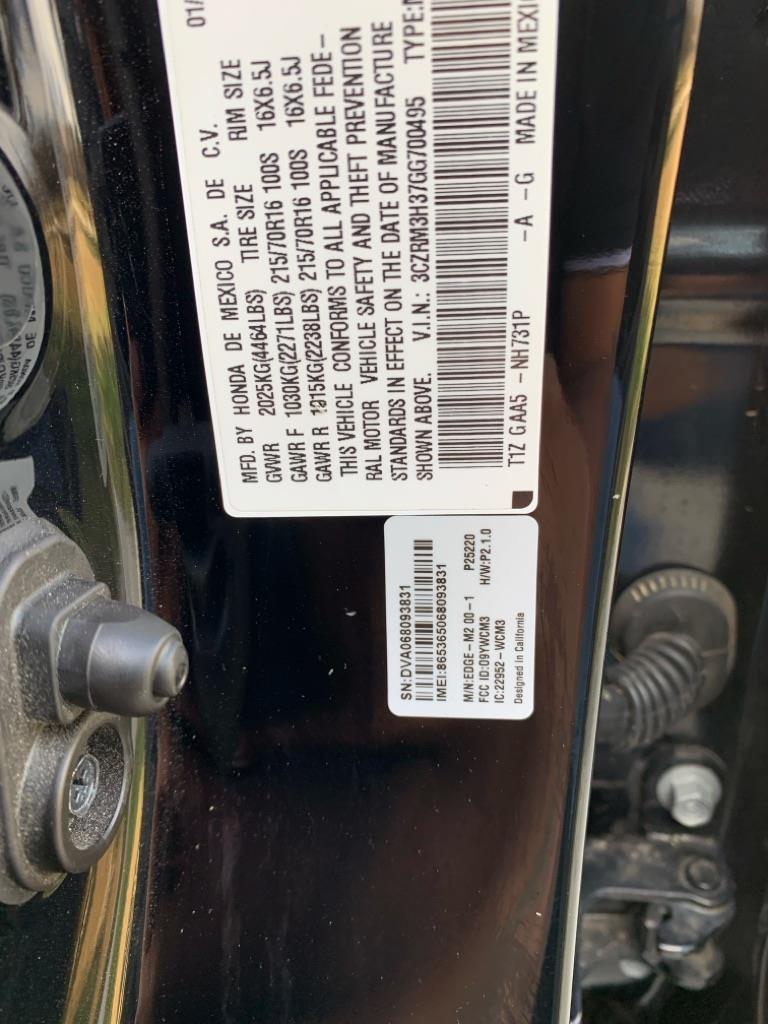 01/
MFD. BY HONDA DE MEXICO S.A. DE C.V.
GVWR 2025KG(4464LBS) TIRE SIZE RIM SIZE
GAWR F 1030KG(2271LBS) 215/70R16 100S 16X6.5J
GAWR R 1015KG(2238LBS) 215/70R16 100S 16X6.5J
THIS VEHICLE CONFORMS TO ALL APPLICABLE FEDE-
RAL MOTOR VEHICLE SAFETY AND THEFT PREVENTION
STANDARDS IN EFFECT ON THE DATE OF MANUFACTURE
SHOWN ABOVE. V.I.N.: 3CZRM3H37GG700495 TYPE:
T1Z GAA5 -NH731P -A -G MADE IN MEXI
SN:DVA068093831
IMEI:865365068093831
M/N:EDGE-M2 00-1 P25220
FCC ID:O9YWCM3 H/W:P2.1.0
IC:22952-WCM3
Designed in California